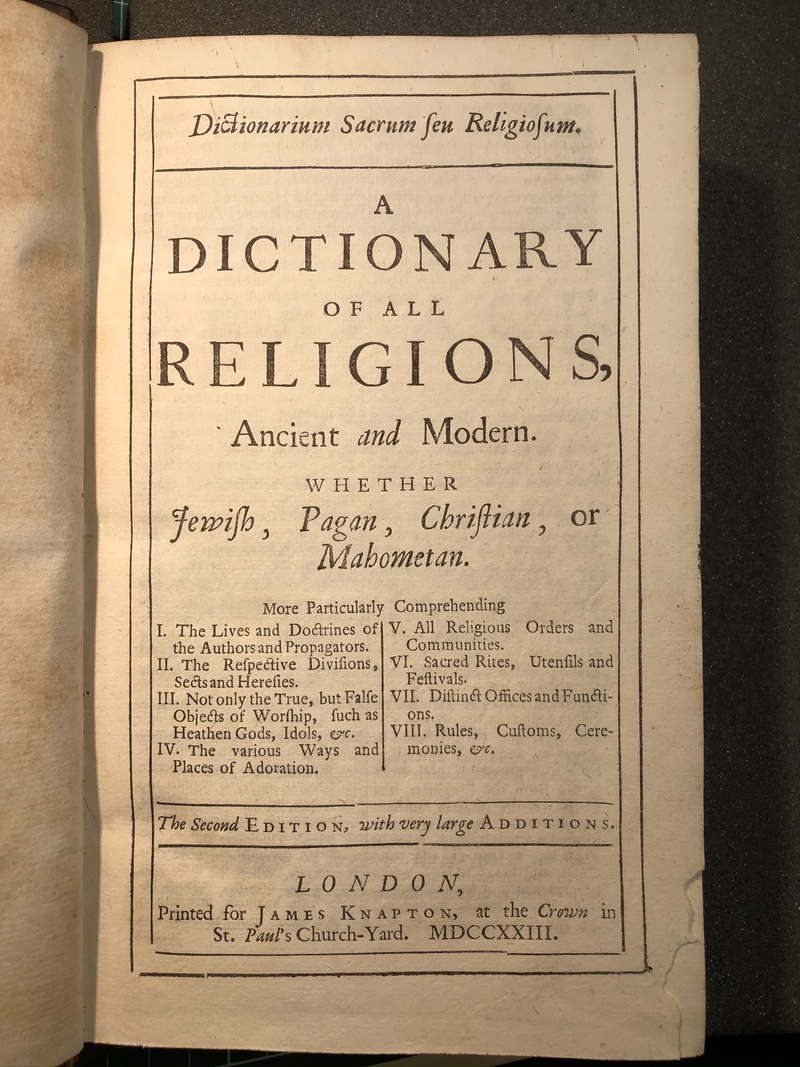 Dictionarium Sacrum ſeu Religioſum.
A
DICTIONARY
OF ALL
RELIGIONS,
Ancient and Modern.
WHETHER
Jewiſh, Pagan, Chriſtian, or
Mahometan.
More Particularly Comprehending
I. The Lives and Doctrines of
the Authors and Propagators.
II. The Reſpective Diviſions,
Sects and Hereſies.
III. Not only the True, but Falſe
Objects of Worſhip, ſuch as
Heathen Gods, Idols, &c.
IV. The various Ways and
Places of Adoration.
V. All Religious Orders and
Communities.
VI. Sacred Rites, Utenſils and
Feſtivals.
VII. Diſtinct Offices and Functi-
ons.
VIII. Rules, Cuſtoms, Cere-
monies, &c.
The Second EDITION, with very large ADDITIONS.
LONDON,
Printed for JAMES KNAPTON, at the Crown in
St. Paul's Church-Yard. MDCCXXIII.